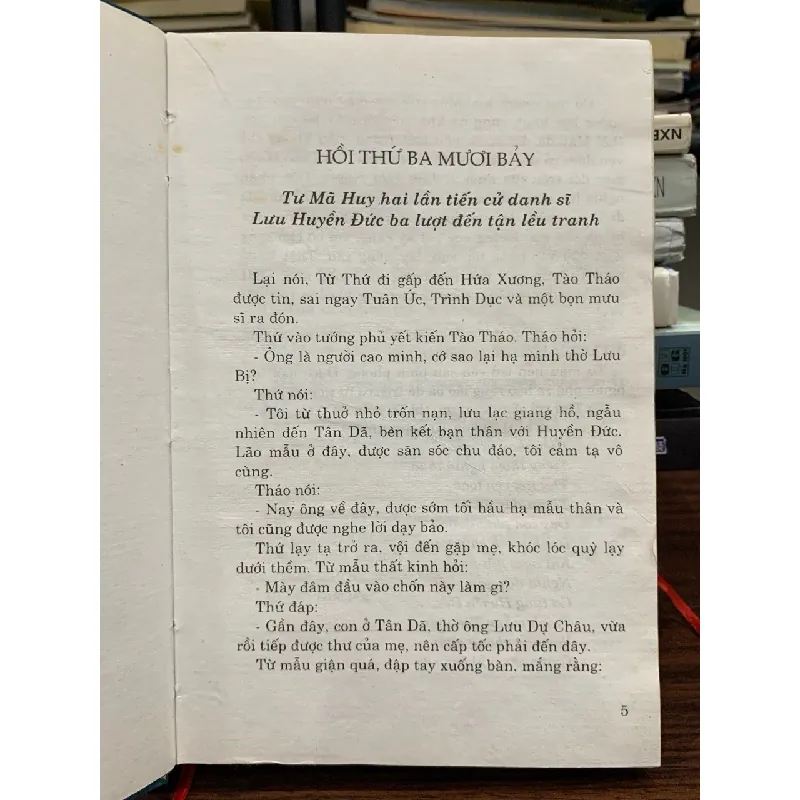 HỒI THỨ BA MƯƠI BẢY
Tư Mã Huy hai lần tiến cử danh sĩ
Lưu Huyền Đức ba lượt đến tận lều tranh
Lại nói, Từ Thứ đi gấp đến Hứa Xương, Tào Tháo
được tin, sai ngay Tuân Úc, Trình Dục và một bọn mưu
sĩ ra đón.
Thứ vào tướng phủ yết kiến Tào Tháo. Tháo hỏi:
- Ông là người cao minh, cớ sao lại hạ mình thờ Lưu
Bị?
Thứ nói:
- Tôi từ thuở nhỏ trốn nạn, lưu lạc giang hồ, ngẫu
nhiên đến Tân Dã, bèn kết bạn thân với Huyền Đức.
Lão mẫu ở đây, được săn sóc chu đáo, tôi cảm tạ vô
cùng.
Tháo nói:
- Nay ông về đây, được sớm tối hầu hạ mẫu thân và
tôi cũng được nghe lời dạy bảo.
Thứ lạy tạ trở ra, vội đến gặp mẹ, khóc lóc quỳ lạy
dưới thềm. Từ mẫu thất kinh hỏi:
- Mày đâm đầu vào chốn này làm gì?
Thứ đáp:
- Gần đây, con ở Tân Dã, thờ ông Lưu Dự Châu, vừa
rồi tiếp được thư của mẹ, nên cấp tốc phải đến đây.
Từ mẫu giận quá, đập tay xuống bàn, mắng rằng:
5
NXB